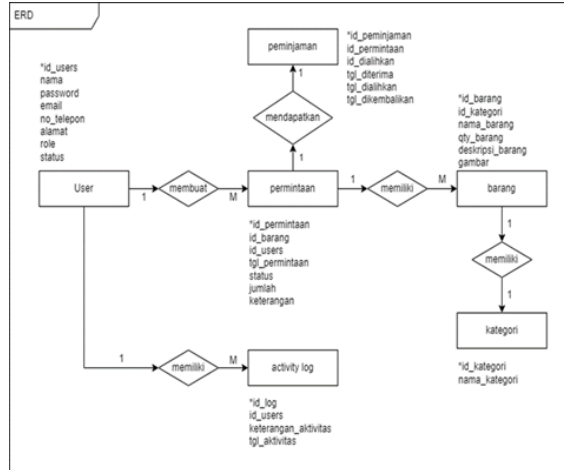 ERD
*id_users
nama
password
email
no_telepon
alamat
role
status
peminjaman
*id_peminjaman
id_permintaan
id_dialihkan
tgl_diterima
tgl_dialihkan
tgl_dikembalikan
1
mendapatkan
1
*id_barang
id_kategori
nama_barang
qty_barang
deskripsi_barang
gambar
User
1
membuat
M
permintaan
1
memiliki
M
barang
*id_permintaan
id_barang
id_users
tgl_permintaan
status
jumlah
keterangan
1
memiliki
1
kategori
*id_kategori
nama_kategori
1
memiliki
M
activity log
*id_log
id_users
keterangan_aktivitas
tgl_aktivitas